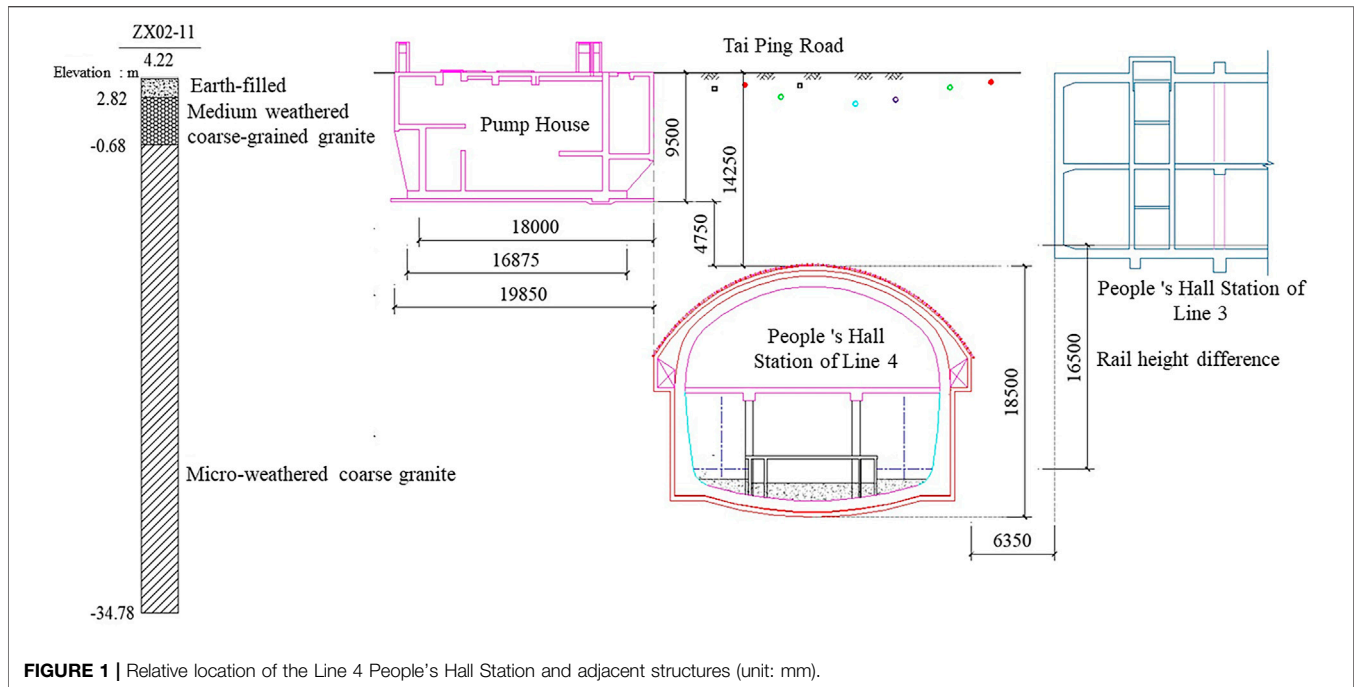 ZX02-11
4.22
Elevation : m
2.82
-0.68
-34.78
Earth-filled
Medium weathered
coarse-grained granite
Micro-weathered coarse granite
Pump House
9500
18000
16875
19850
Tai Ping Road
14250
4750
People 's Hall
Station of Line 4
18500
6350
16500
People 's Hall Station of
Line 3
Rail height difference
FIGURE 1 | Relative location of the Line 4 People’s Hall Station and adjacent structures (unit: mm).